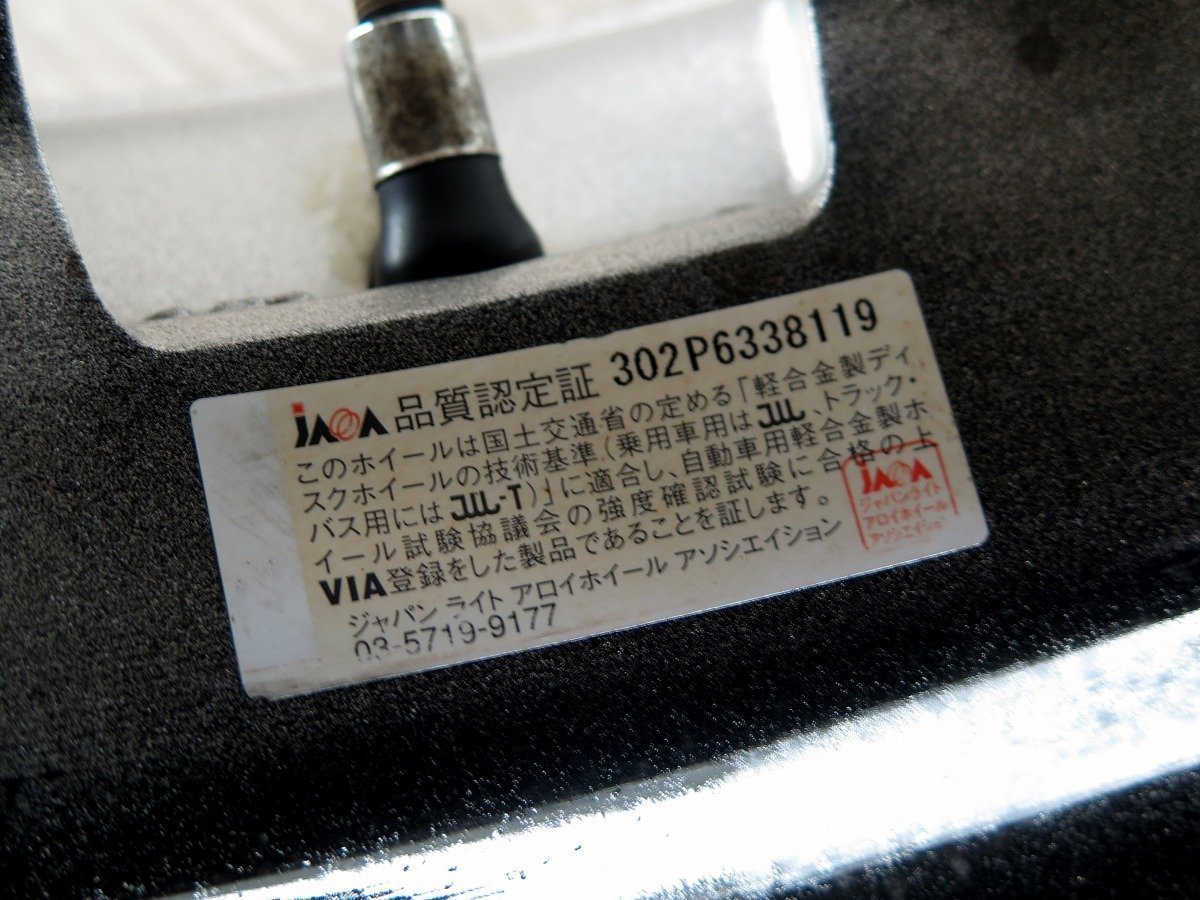 JAWA 品質認定証 302P6338119
このホイールは国土交通省の定める「軽合金製ディ
スクホイールの技術基準(乗用車用はJWL、トラック・
バス用にはJWL-T)」に適合し、自動車用軽合金製ホ
イール試験協議会の強度確認試験に合格の上
VIA登録をした製品であることを証します。
ジャパン ライト アロイホイール アソシエイション
03-5719-9177
JAWA
ジャパンライト
アロイホイール
アソシエイション